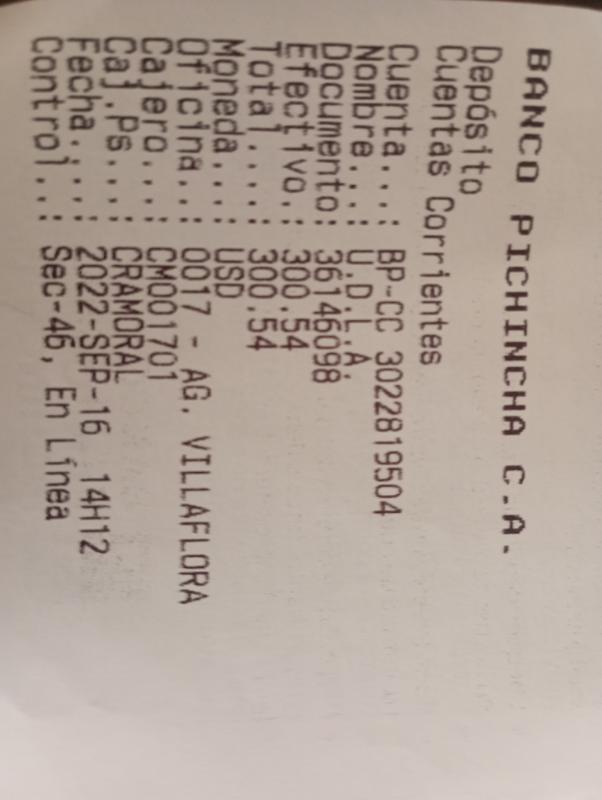 BANCO PICHINCHA C.A.
Depósito
Cuentas Corrientes
Cuenta...: BP-CC 3022819504
Nombre...: U.D.L.A.
Documento: 36146098
Efectivo.: 300.54
Total....: 300.54
Moneda...: USD
Oficina..: 0017 - AG. VILLAFLORA
Cajero...: CM001701
Caj.Ps...: CRAMORAL
Fecha....: 2022-SEP-16 14H12
Control..: Sec-46, En Línea